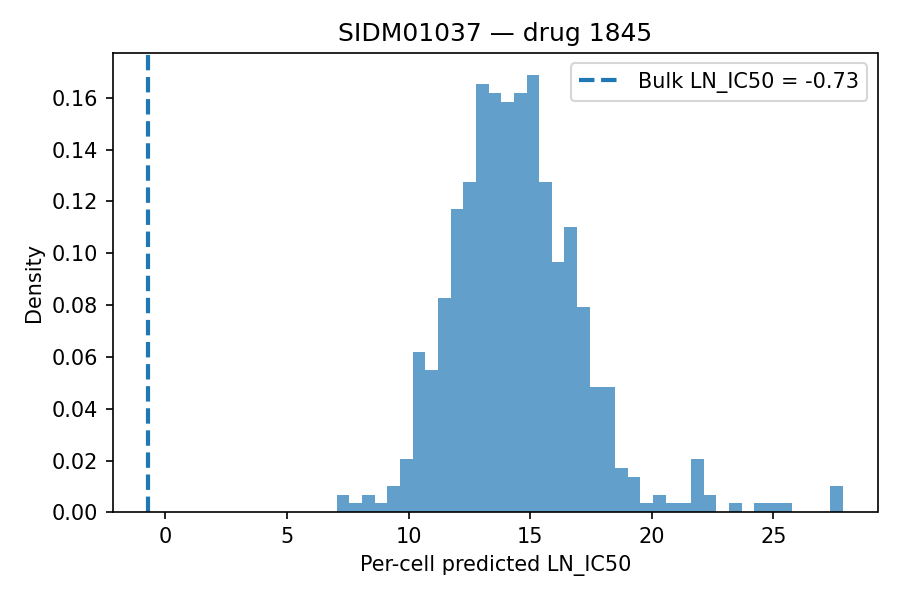 SIDM01037 — drug 1845
Bulk LN_IC50 = -0.73
Density
0.16
0.14
0.12
0.10
0.08
0.06
0.04
0.02
0.00
0 5 10 15 20 25
Per-cell predicted LN_IC50